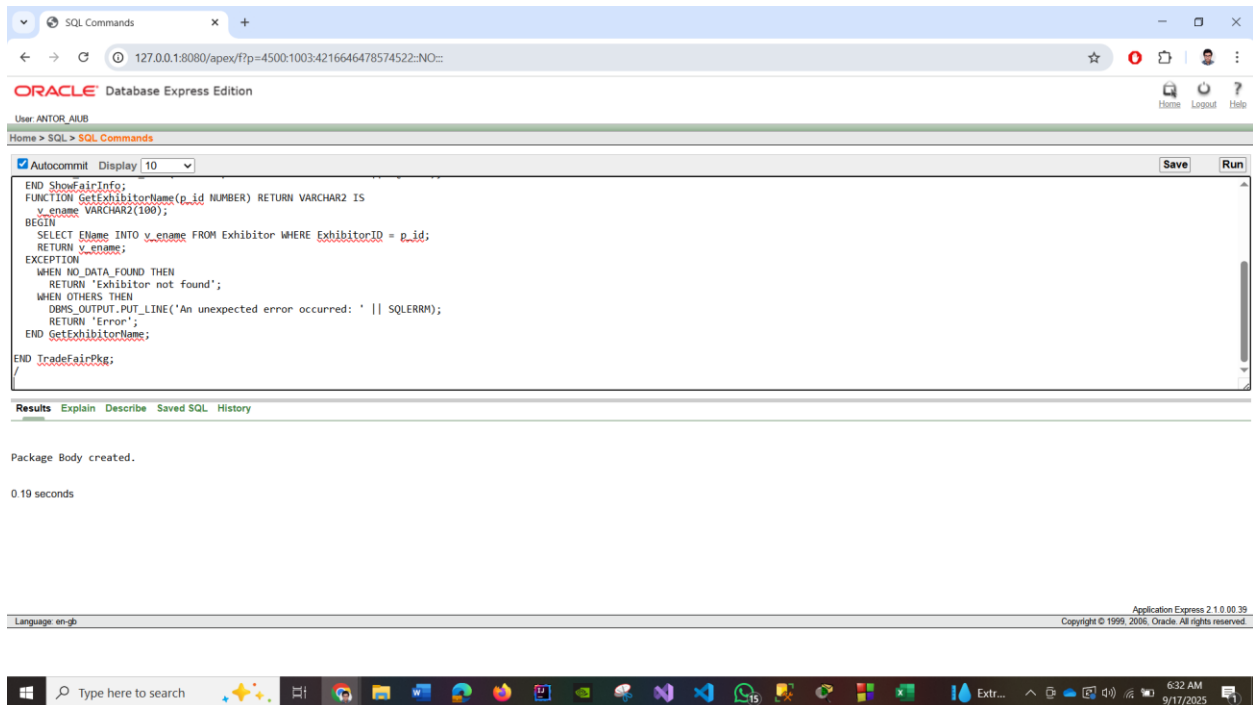 SQL Commands
127.0.0.1:8080/apex/f?p=4500:1003:4216646478574522::NO:::
ORACLE Database Express Edition
Home Logout Help
User: ANTOR_AIUB
Home > SQL > SQL Commands
Autocommit Display 10
Save Run
END ShowFairInfo;
FUNCTION GetExhibitorName(p_id NUMBER) RETURN VARCHAR2 IS
v_ename VARCHAR2(100);
BEGIN
SELECT EName INTO v_ename FROM Exhibitor WHERE ExhibitorID = p_id;
RETURN v_ename;
EXCEPTION
WHEN NO_DATA_FOUND THEN
RETURN 'Exhibitor not found';
WHEN OTHERS THEN
DBMS_OUTPUT.PUT_LINE('An unexpected error occurred: ' || SQLERRM);
RETURN 'Error';
END GetExhibitorName;
END TradeFairPkg;
/
Results Explain Describe Saved SQL History
Package Body created.
0.19 seconds
Application Express 2.1.0.00.39
Language: en-gb
Copyright © 1999, 2006, Oracle. All rights reserved.
Type here to search
15
Extr...
6:32 AM
9/17/2025
1